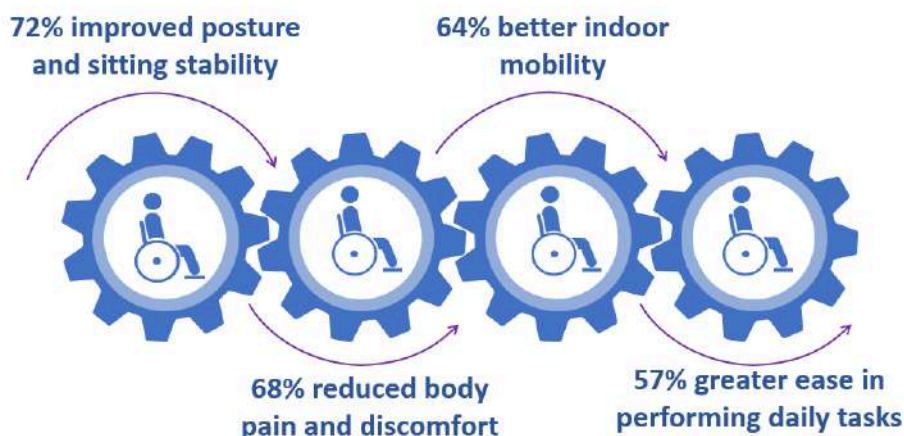 72% improved posture
and sitting stability
68% reduced body
pain and discomfort
64% better indoor
mobility
57% greater ease in
performing daily tasks